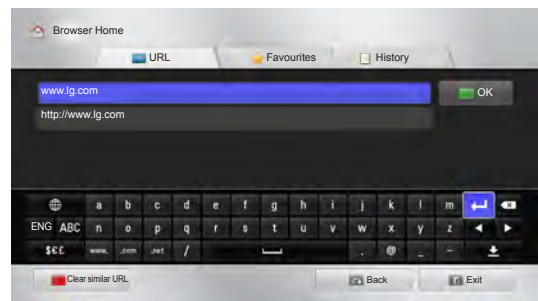 Browser Home
URL Favourites History
www.lg.com OK
http://www.lg.com
a b c d e f g h i j k l m
ENG ABC n o p q r s t u v w x y z
$€£ www. .com .net / . @ _ -
Clear similar URL Back Exit